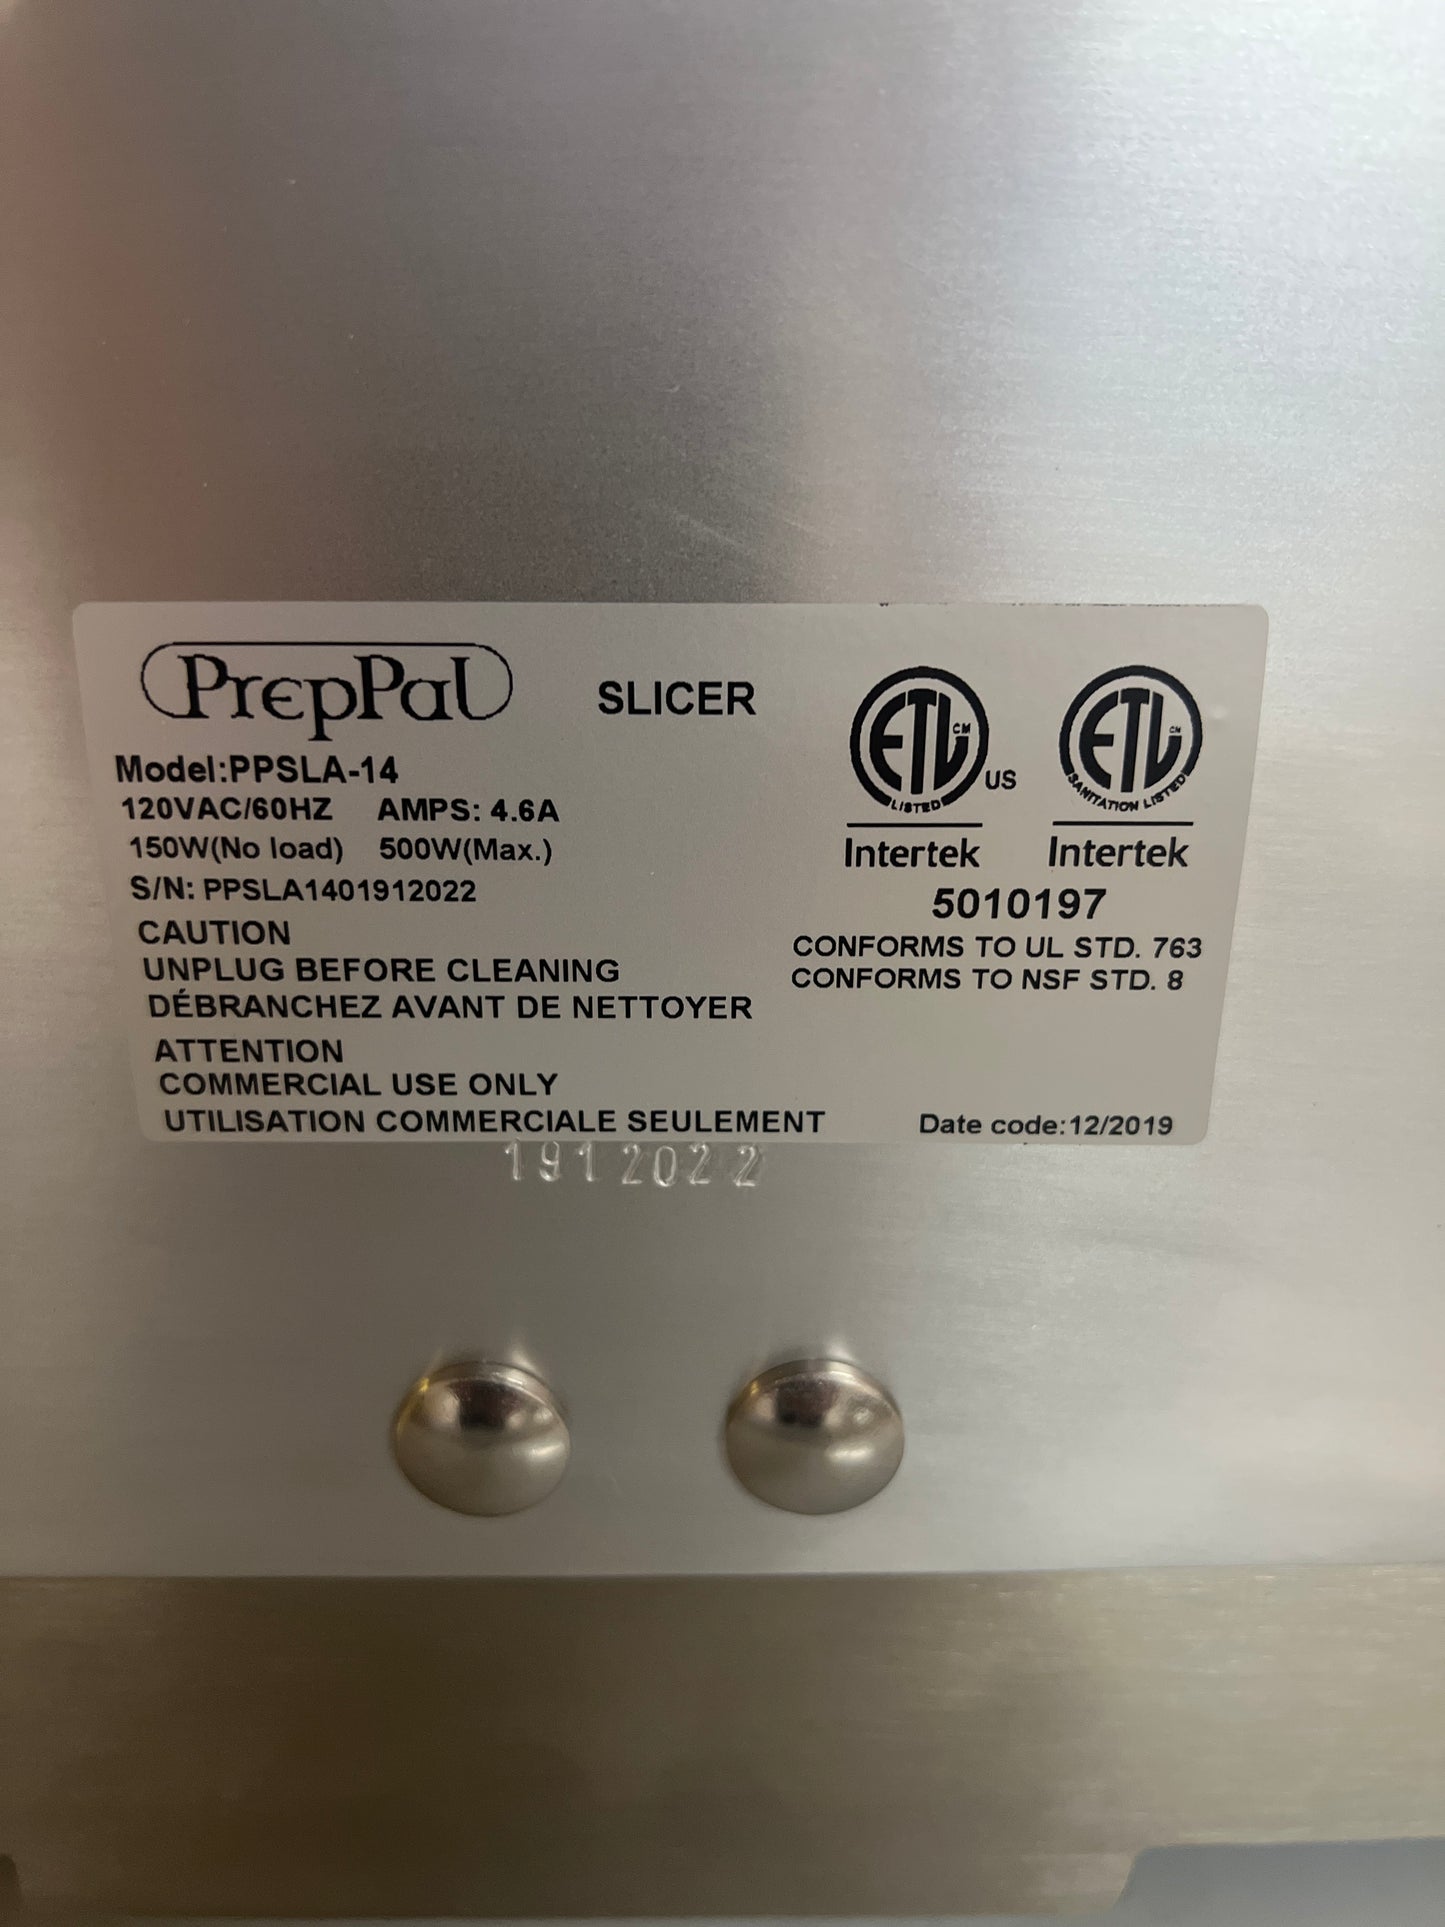 PrepPal SLICER
Model:PPSLA-14
120VAC/60HZ AMPS: 4.6A
150W(No load) 500W(Max.)
S/N: PPSLA1401912022
CAUTION
UNPLUG BEFORE CLEANING
DÉBRANCHEZ AVANT DE NETTOYER
ATTENTION
COMMERCIAL USE ONLY
UTILISATION COMMERCIALE SEULEMENT
ETL CM
LISTED
US
Intertek
ETL CM
SANITATION LISTED
Intertek
5010197
CONFORMS TO UL STD. 763
CONFORMS TO NSF STD. 8
Date code:12/2019
1912022